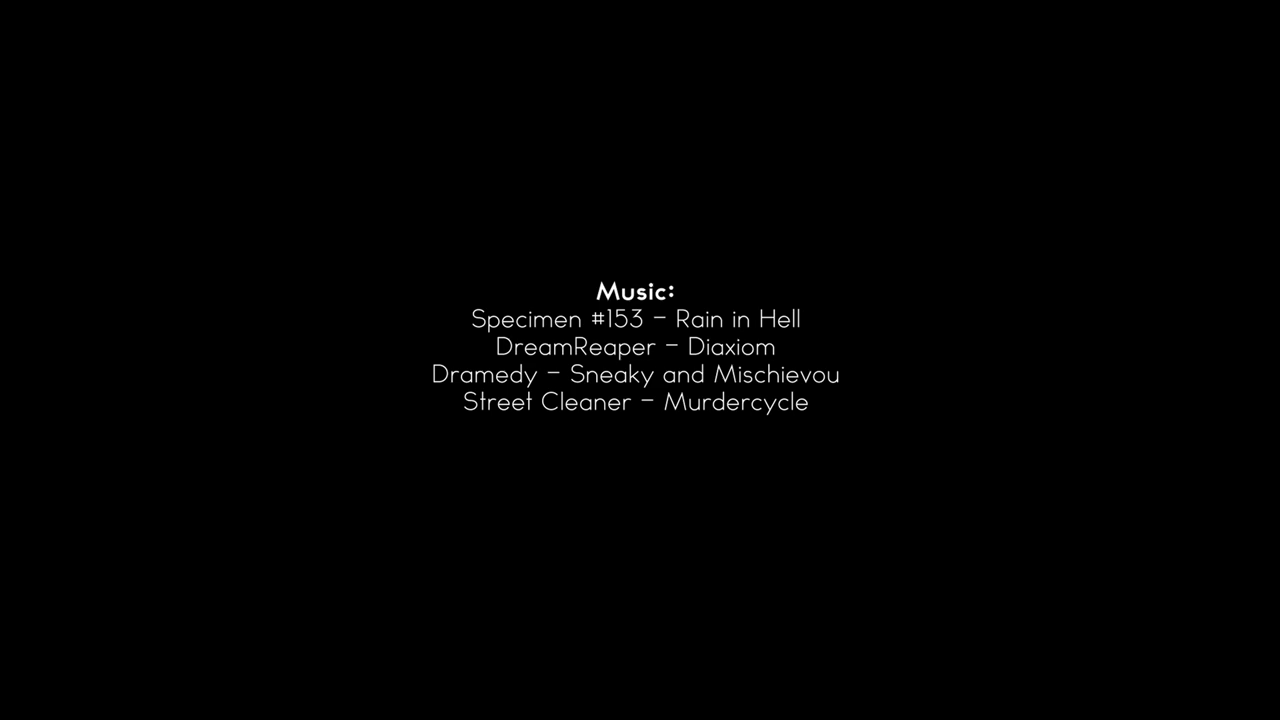 Music:
Specimen #153 - Rain in Hell
DreamReaper - Diaxiom
Dramedy - Sneaky and Mischievou
Street Cleaner - Murdercycle